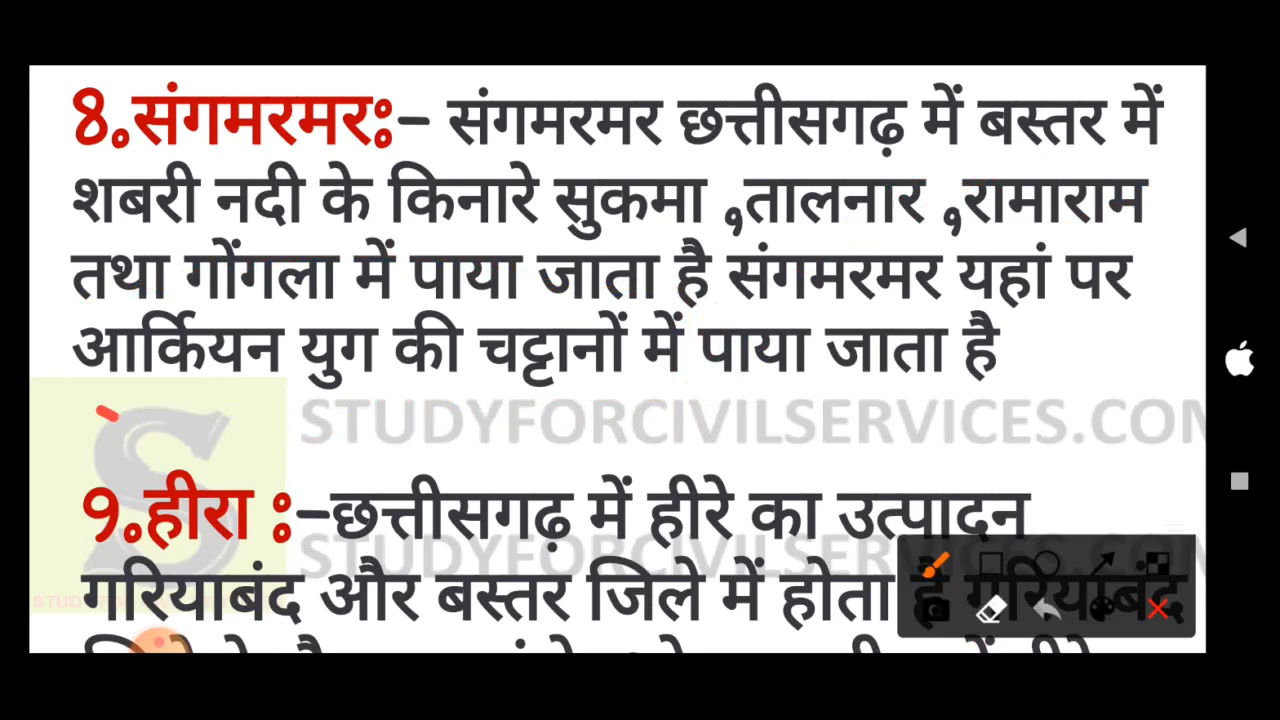 8.संगमरमर:- संगमरमर छत्तीसगढ़ में बस्तर में
शबरी नदी के किनारे सुकमा ,तालनार ,रामाराम
तथा गोंगला में पाया जाता है संगमरमर यहां पर
आर्कियन युग की चट्टानों में पाया जाता है
STUDYFORCIVILSERVICES.COM
9.हीरा :-छत्तीसगढ़ में हीरे का उत्पादन
STUDYFORCIVILSERVICES
गरियाबंद और बस्तर जिले में होता है गरियाबंद